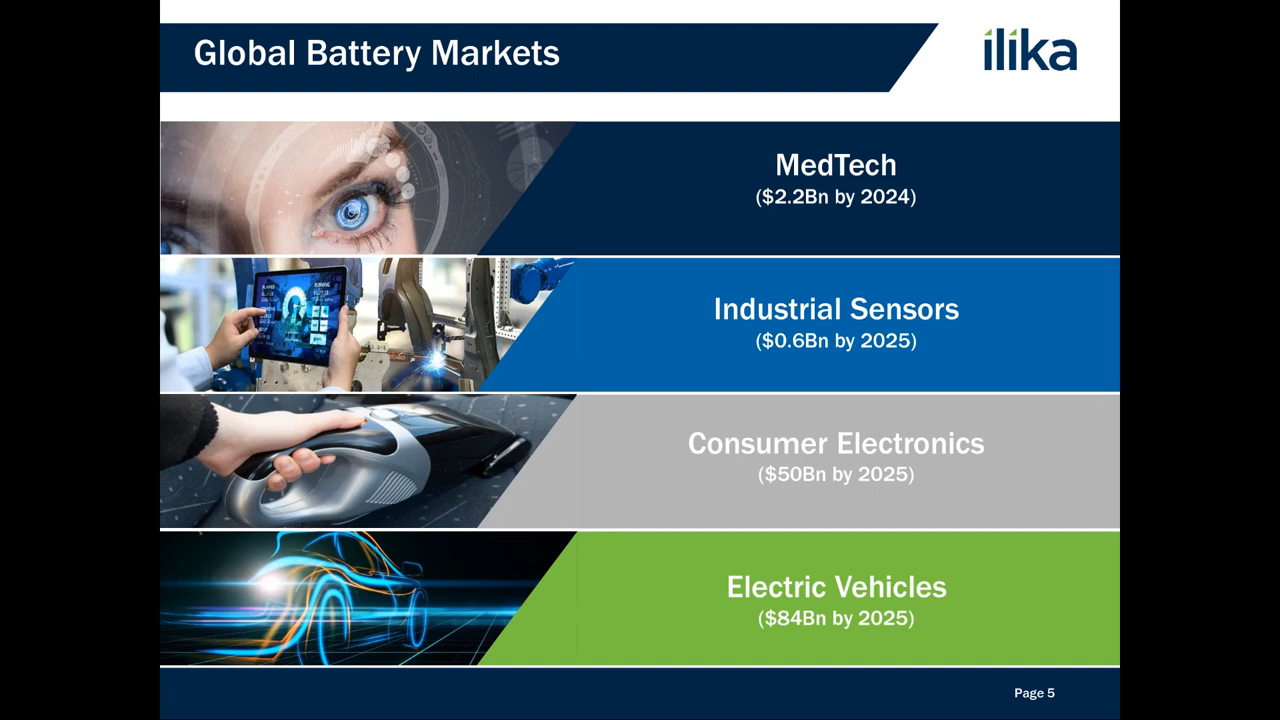 Global Battery Markets
ilika
MedTech
($2.2Bn by 2024)
Industrial Sensors
($0.6Bn by 2025)
Consumer Electronics
($50Bn by 2025)
Electric Vehicles
($84Bn by 2025)
Page 5